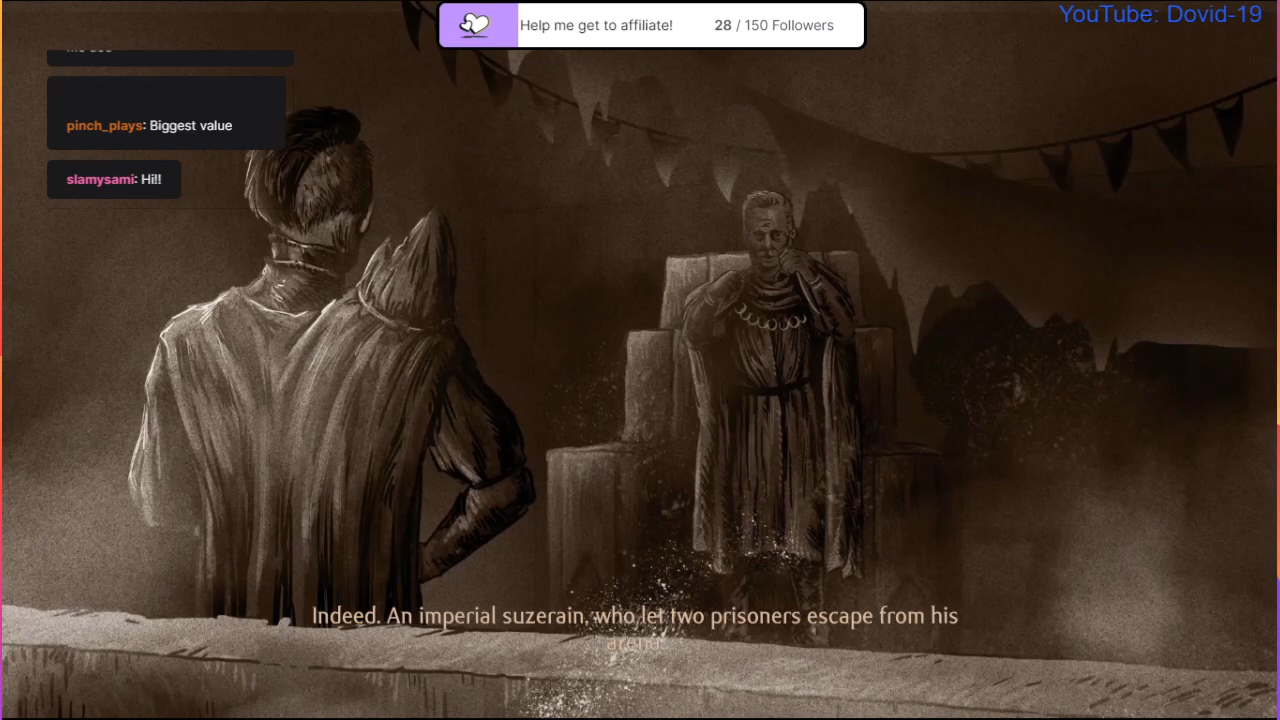 YouTube: Dovid-19
Help me get to affiliate! 28 / 150 Followers
pinch_plays: Biggest value
slamysami: Hi!!
Indeed. An imperial suzerain, who let two prisoners escape from his
arena.